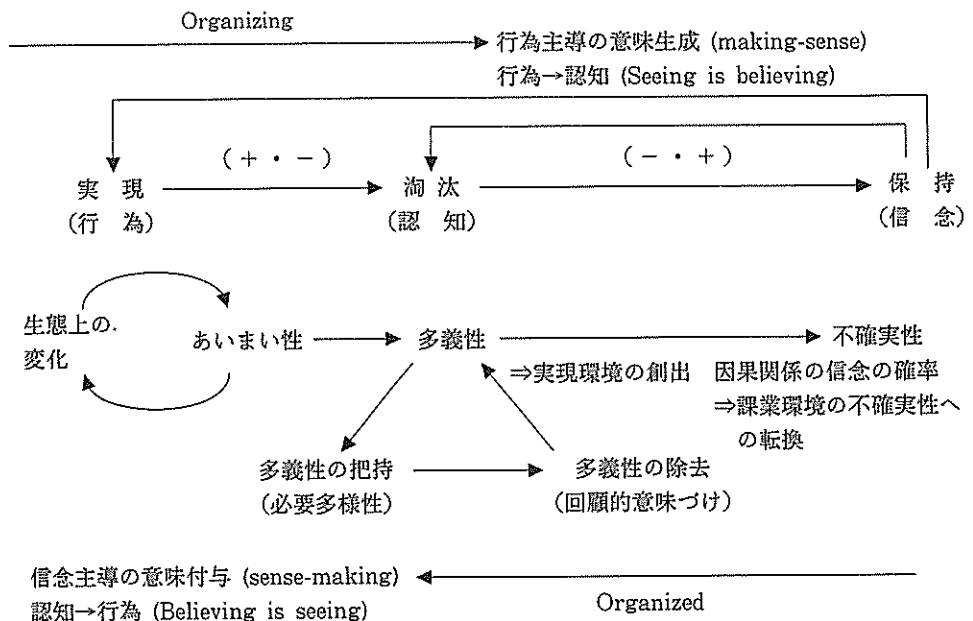 Organizing
行為主導の意味生成 (making-sense)
行為→認知 (Seeing is believing)
(+・-)
(-・+)
実 現
淘 汰
保 持
(行 為)
(認 知)
(信 念)
生態上の.
変化
あいまい性
多義性
不確実性
⇒実現環境の創出
因果関係の信念の確率
⇒課業環境の不確実性へ
の転換
多義性の把持
(必要多様性)
多義性の除去
(回顧的意味づけ)
信念主導の意味付与 (sense-making)
認知→行為 (Believing is seeing)
Organized